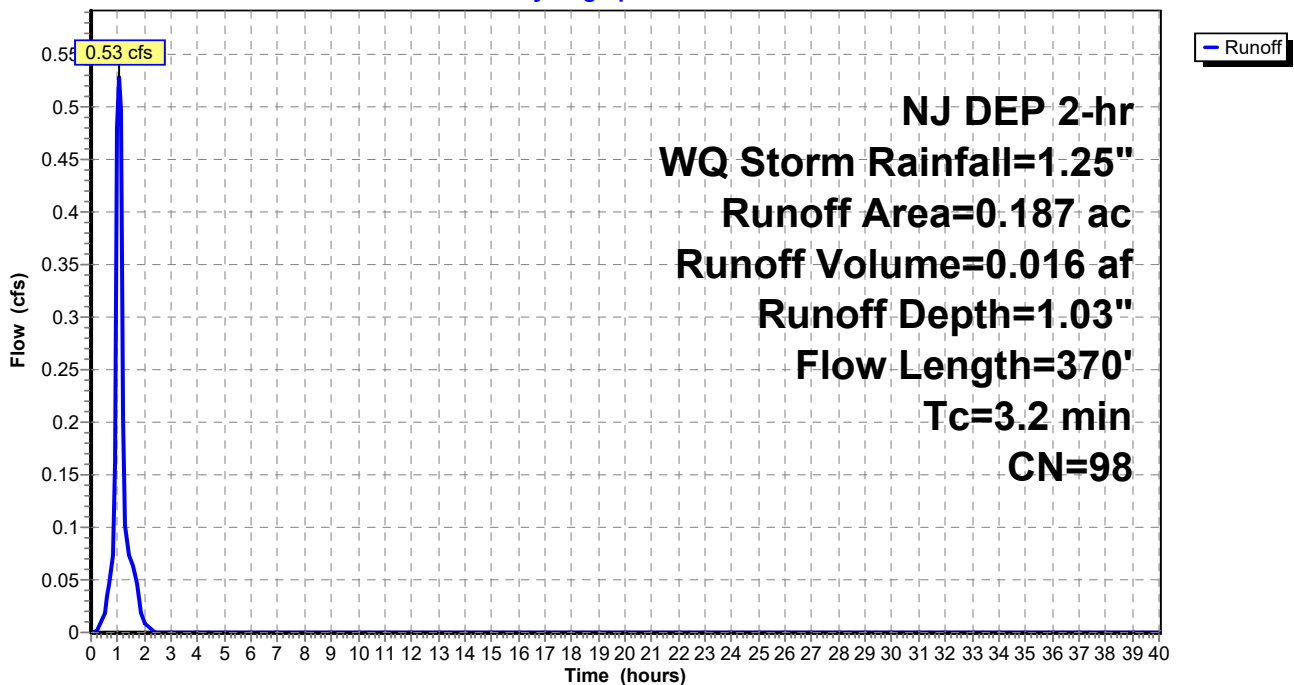 0.53 cfs
Runoff
NJ DEP 2-hr
WQ Storm Rainfall=1.25"
Runoff Area=0.187 ac
Runoff Volume=0.016 af
Runoff Depth=1.03"
Flow Length=370'
Tc=3.2 min
CN=98
Flow (cfs)
0.5
0.45
0.4
0.35
0.3
0.25
0.2
0.15
0.1
0.05
0
0 1 2 3 4 5 6 7 8 9 10 11 12 13 14 15 16 17 18 19 20 21 22 23 24 25 26 27 28 29 30 31 32 33 34 35 36 37 38 39 40
Time (hours)